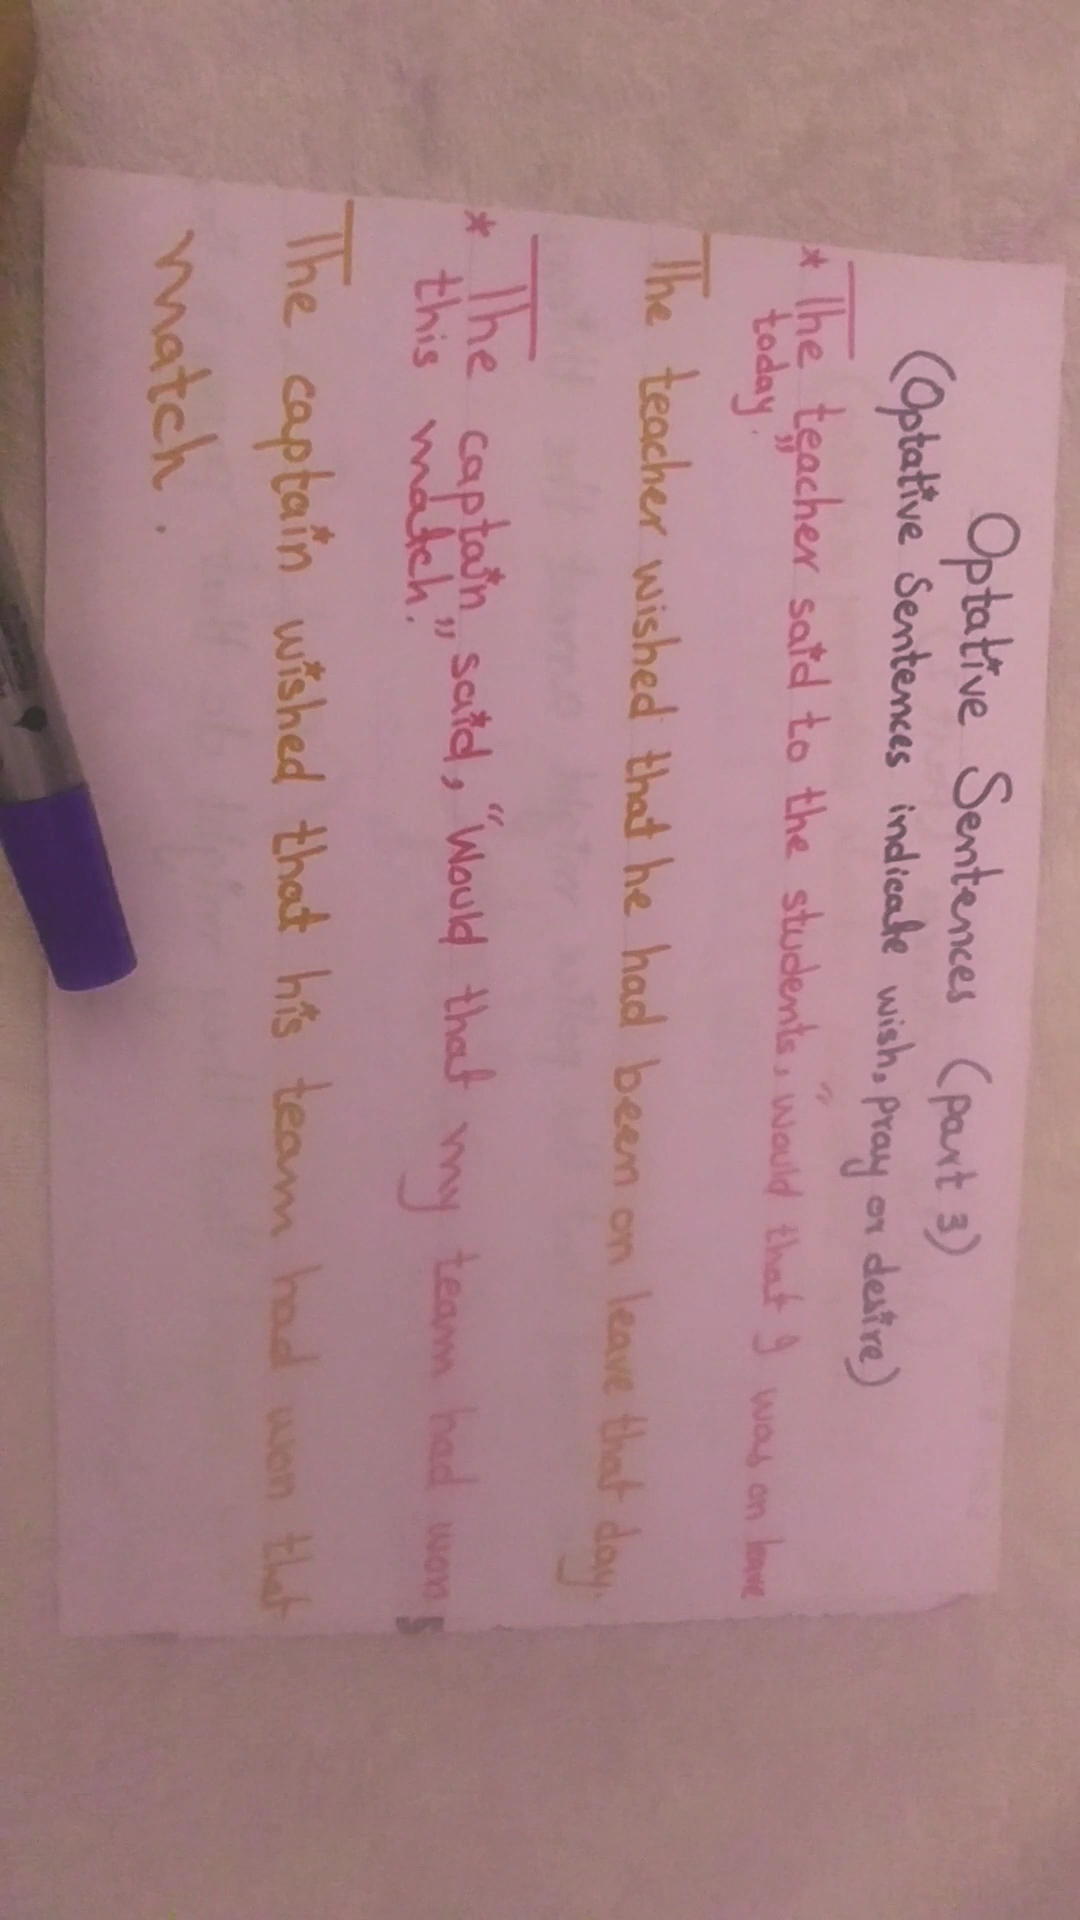 Optative Sentences (part 3)
(Optative Sentences indicate wish, pray or desire)
* The teacher said to the students, "would that I was on leave
today."
The teacher wished that he had been on leave that day.
* The captain said, "Would that my team had won
this match."
The captain wished that his team had won that
match.